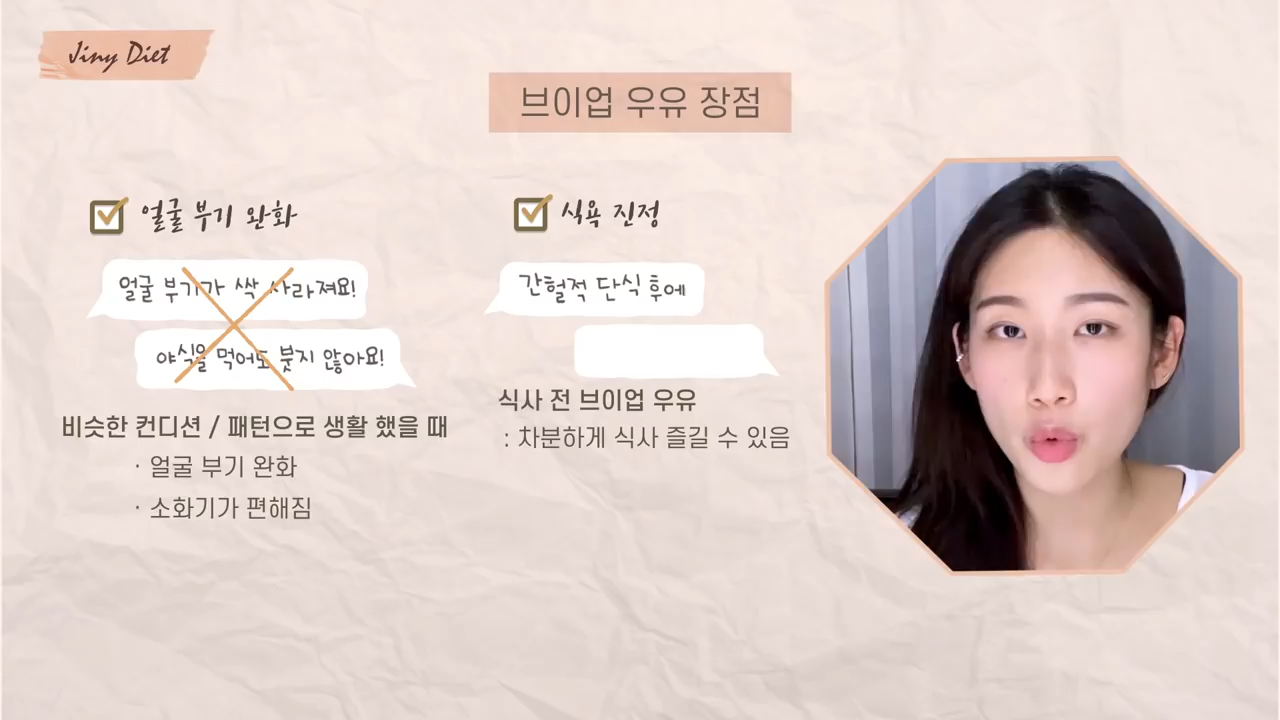 Jiny Diet
브이업 우유 장점
얼굴 부기 완화
얼굴 부기가 싹 사라져요!
야식을 먹어도 붓지 않아요!
비슷한 컨디션 / 패턴으로 생활 했을 때
· 얼굴 부기 완화
· 소화기가 편해짐
식욕 진정
간헐적 단식 후에
식사 전 브이업 우유
: 차분하게 식사 즐길 수 있음